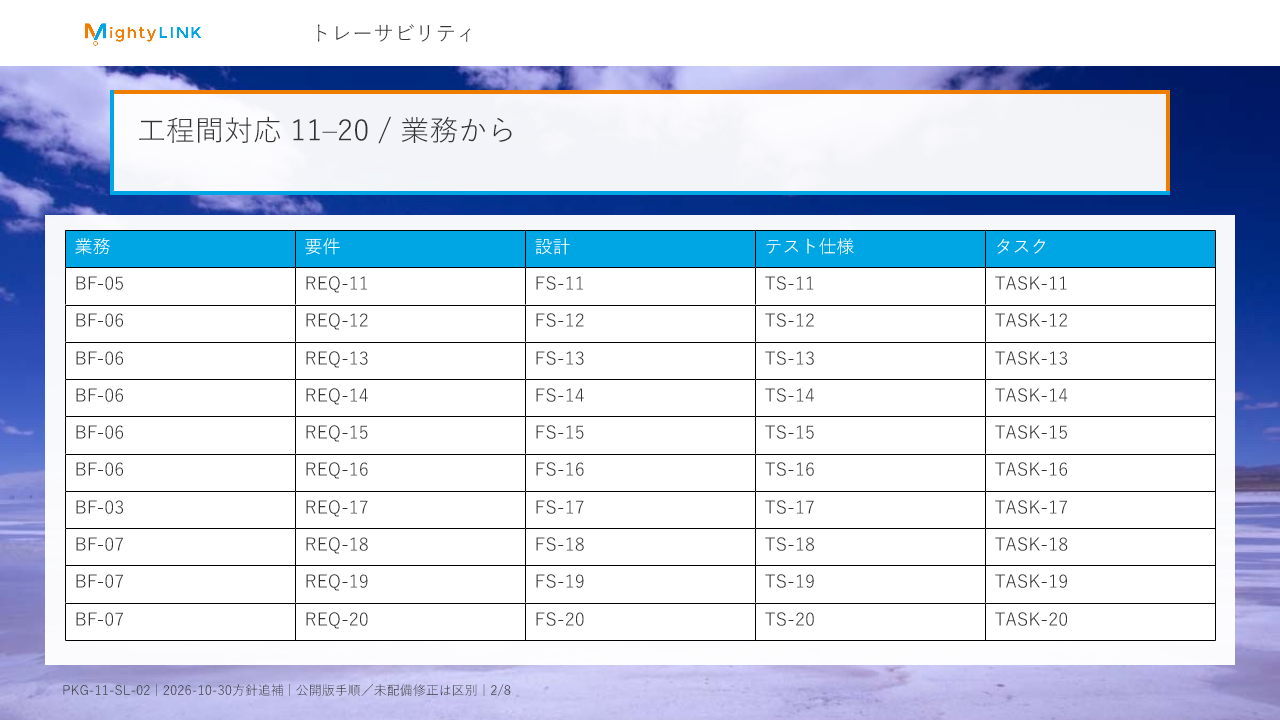 MightyLINK
トレーサビリティ
工程間対応 11–20 / 業務から
業務 要件 設計 テスト仕様 タスク
BF-05 REQ-11 FS-11 TS-11 TASK-11
BF-06 REQ-12 FS-12 TS-12 TASK-12
BF-06 REQ-13 FS-13 TS-13 TASK-13
BF-06 REQ-14 FS-14 TS-14 TASK-14
BF-06 REQ-15 FS-15 TS-15 TASK-15
BF-06 REQ-16 FS-16 TS-16 TASK-16
BF-03 REQ-17 FS-17 TS-17 TASK-17
BF-07 REQ-18 FS-18 TS-18 TASK-18
BF-07 REQ-19 FS-19 TS-19 TASK-19
BF-07 REQ-20 FS-20 TS-20 TASK-20
PKG-11-SL-02｜2026-10-30方針追補｜公開版手順／未配備修正は区別｜2/8